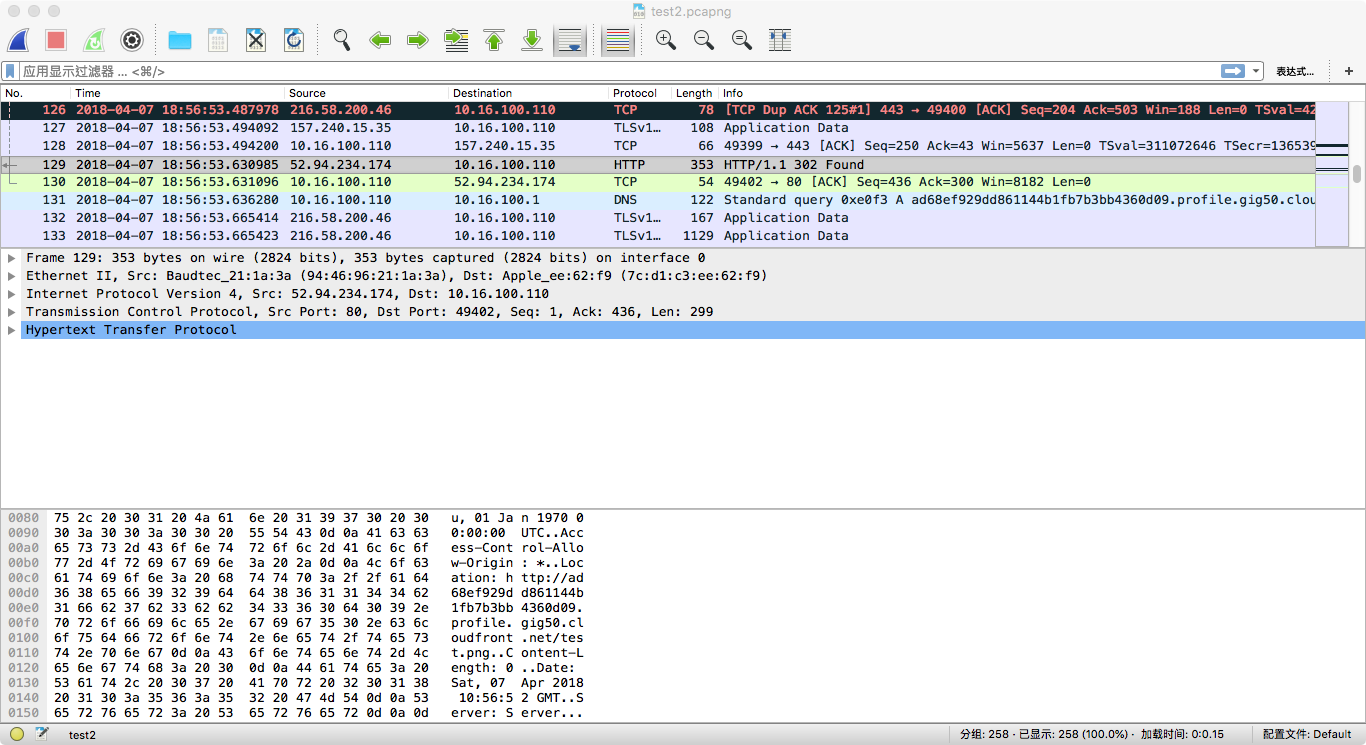 test2.pcapng
应用显示过滤器 … <⌘/>
表达式…
+
No. Time Source Destination Protocol Length Info
126 2018-04-07 18:56:53.487978 216.58.200.46 10.16.100.110 TCP 78 [TCP Dup ACK 125#1] 443 → 49400 [ACK] Seq=204 Ack=503 Win=188 Len=0 TSval=42
127 2018-04-07 18:56:53.494092 157.240.15.35 10.16.100.110 TLSv1… 108 Application Data
128 2018-04-07 18:56:53.494200 10.16.100.110 157.240.15.35 TCP 66 49399 → 443 [ACK] Seq=250 Ack=43 Win=5637 Len=0 TSval=311072646 TSecr=136539
129 2018-04-07 18:56:53.630985 52.94.234.174 10.16.100.110 HTTP 353 HTTP/1.1 302 Found
130 2018-04-07 18:56:53.631096 10.16.100.110 52.94.234.174 TCP 54 49402 → 80 [ACK] Seq=436 Ack=300 Win=8182 Len=0
131 2018-04-07 18:56:53.636280 10.16.100.110 10.16.100.1 DNS 122 Standard query 0xe0f3 A ad68ef929dd861144b1fb7b3bb4360d09.profile.gig50.clou
132 2018-04-07 18:56:53.665414 216.58.200.46 10.16.100.110 TLSv1… 167 Application Data
133 2018-04-07 18:56:53.665423 216.58.200.46 10.16.100.110 TLSv1… 1129 Application Data
Frame 129: 353 bytes on wire (2824 bits), 353 bytes captured (2824 bits) on interface 0
Ethernet II, Src: Baudtec_21:1a:3a (94:46:96:21:1a:3a), Dst: Apple_ee:62:f9 (7c:d1:c3:ee:62:f9)
Internet Protocol Version 4, Src: 52.94.234.174, Dst: 10.16.100.110
Transmission Control Protocol, Src Port: 80, Dst Port: 49402, Seq: 1, Ack: 436, Len: 299
Hypertext Transfer Protocol
0080 75 2c 20 30 31 20 4a 61 6e 20 31 39 37 30 20 30 u, 01 Ja n 1970 0
0090 30 3a 30 30 3a 30 30 20 55 54 43 0d 0a 41 63 63 0:00:00 UTC..Acc
00a0 65 73 73 2d 43 6f 6e 74 72 6f 6c 2d 41 6c 6c 6f ess-Cont rol-Allo
00b0 77 2d 4f 72 69 67 69 6e 3a 20 2a 0d 0a 4c 6f 63 w-Origin : *..Loc
00c0 61 74 69 6f 6e 3a 20 68 74 74 70 3a 2f 2f 61 64 ation: h ttp://ad
00d0 36 38 65 66 39 32 39 64 64 38 36 31 31 34 34 62 68ef929d d861144b
00e0 31 66 62 37 62 33 62 62 34 33 36 30 64 30 39 2e 1fb7b3bb 4360d09.
00f0 70 72 6f 66 69 6c 65 2e 67 69 67 35 30 2e 63 6c profile. gig50.cl
0100 6f 75 64 66 72 6f 6e 74 2e 6e 65 74 2f 74 65 73 oudfront .net/tes
0110 74 2e 70 6e 67 0d 0a 43 6f 6e 74 65 6e 74 2d 4c t.png..C ontent-L
0120 65 6e 67 74 68 3a 20 30 0d 0a 44 61 74 65 3a 20 ength: 0 ..Date:
0130 53 61 74 2c 20 30 37 20 41 70 72 20 32 30 31 38 Sat, 07 Apr 2018
0140 20 31 30 3a 35 36 3a 35 32 20 47 4d 54 0d 0a 53 10:56:5 2 GMT..S
0150 65 72 76 65 72 3a 20 53 65 72 76 65 72 0d 0a 0d erver: S erver...
test2
分组: 258 · 已显示: 258 (100.0%) · 加载时间: 0:0.15
配置文件: Default